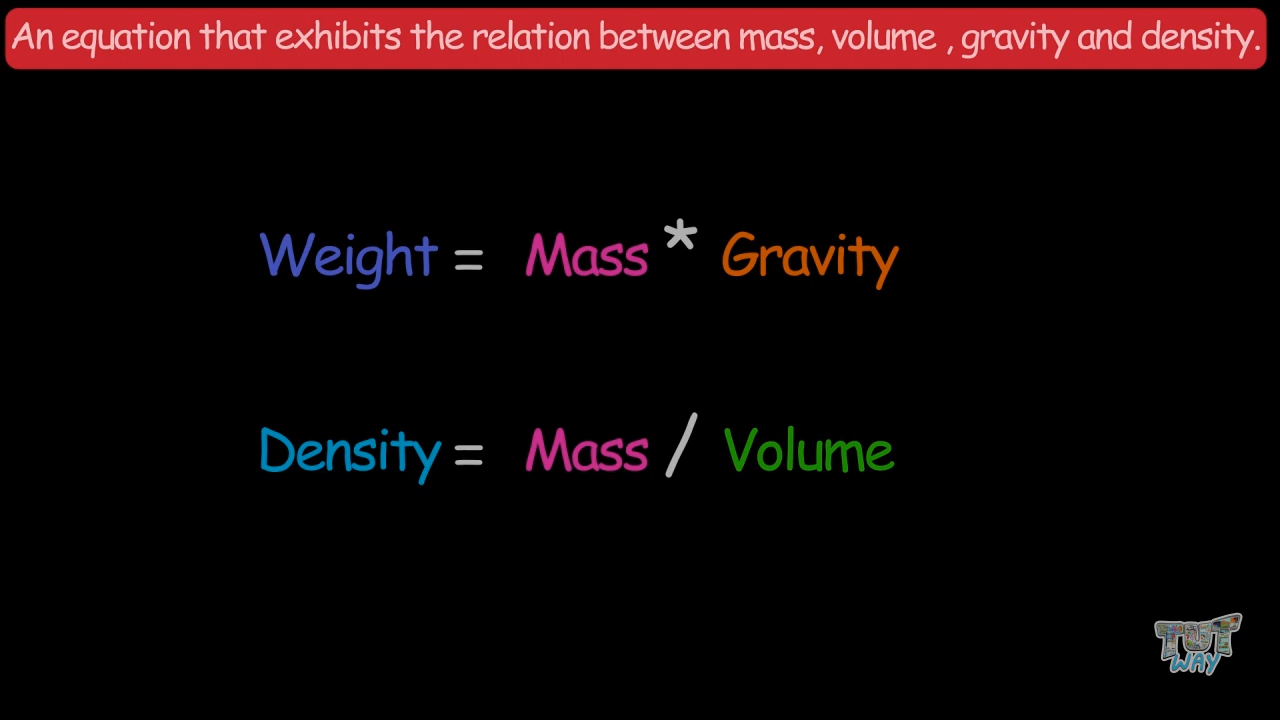 An equation that exhibits the relation between mass, volume , gravity and density.
Weight = Mass * Gravity
Density = Mass / Volume
TUT
WAY